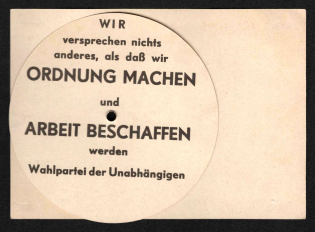 WIR
versprechen nichts
anderes, als daß wir
ORDNUNG MACHEN
und
ARBEIT BESCHAFFEN
werden
Wahlpartei der Unabhängigen